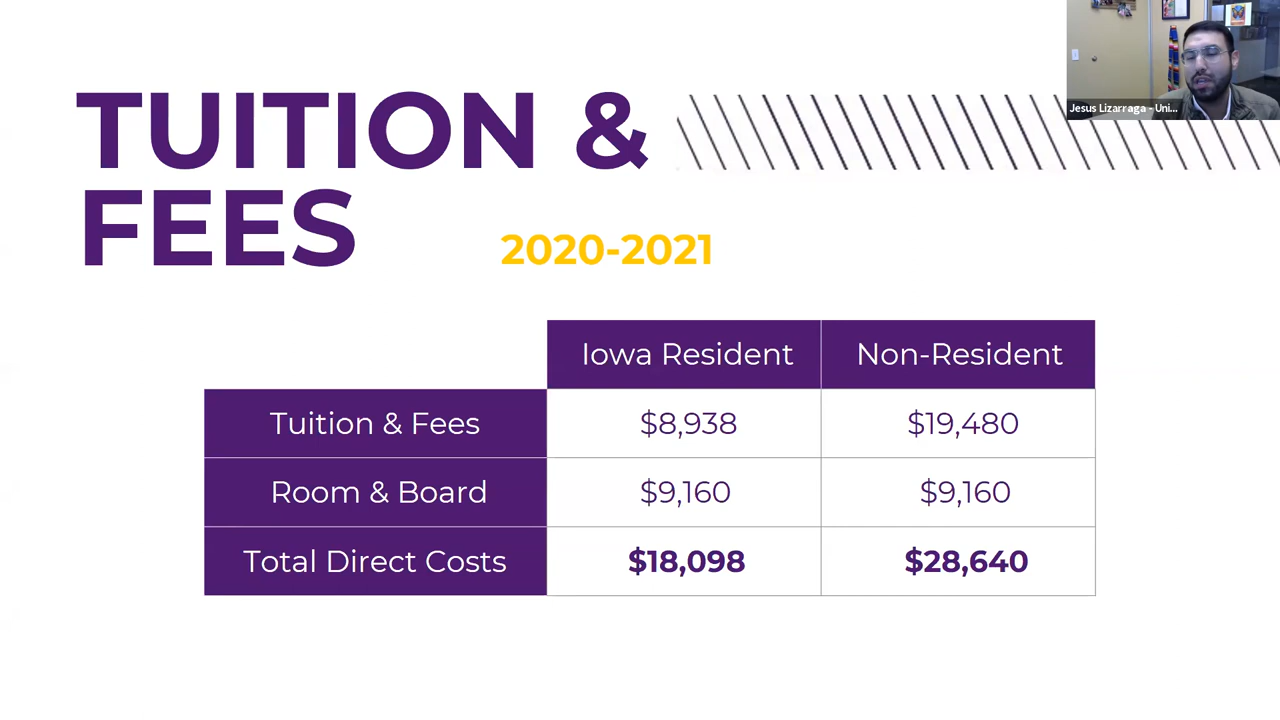 Jesus Lizarraga - Uni...
TUITION &
FEES
2020-2021
Iowa Resident Non-Resident
Tuition & Fees $8,938 $19,480
Room & Board $9,160 $9,160
Total Direct Costs $18,098 $28,640